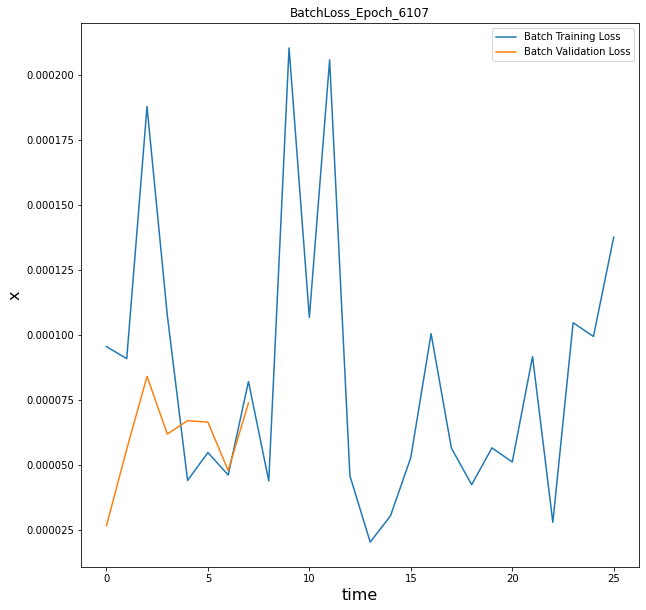 BatchLoss_Epoch_6107
Batch Training Loss
Batch Validation Loss
0.000200
0.000175
0.000150
0.000125
0.000100
0.000075
0.000050
0.000025
x
0 5 10 15 20 25
time